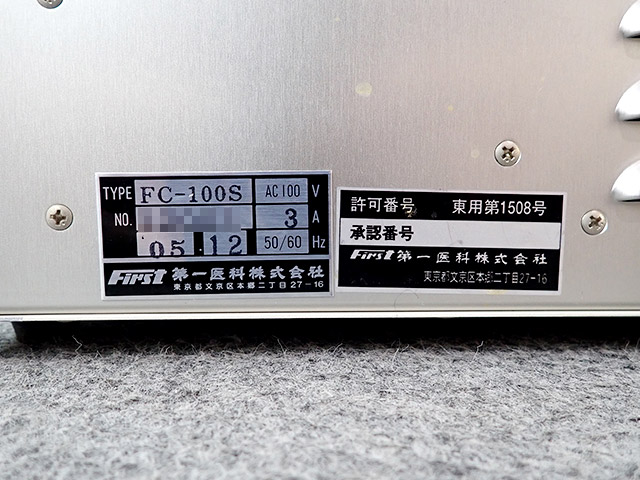 TYPE FC-100S AC100 V
NO. 3 A
05.12 50/60 Hz
First 第一医科株式会社
東京都文京区本郷二丁目27-16
許可番号 東用第1508号
承認番号
First 第一医科株式会社
東京都文京区本郷二丁目27-16